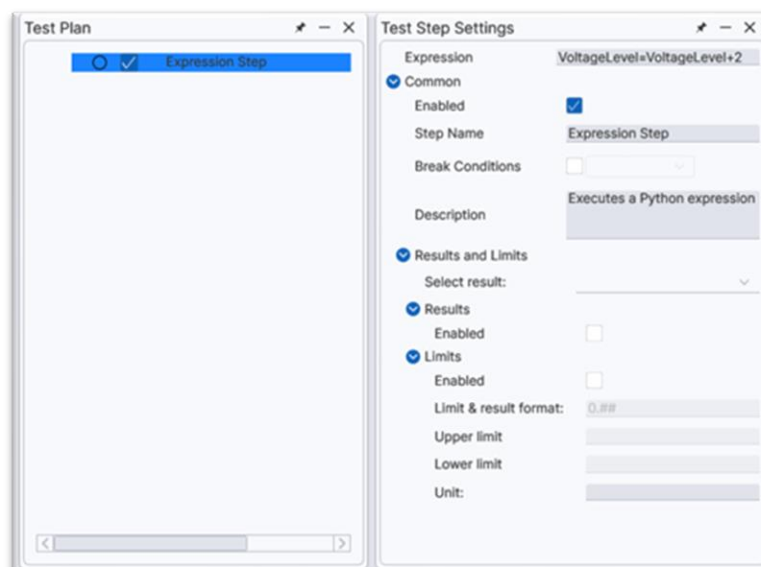 Test Plan
Expression Step
Test Step Settings
Expression VoltageLevel=VoltageLevel+2
Common
Enabled
Step Name Expression Step
Break Conditions
Description Executes a Python expression
Results and Limits
Select result:
Results
Enabled
Limits
Enabled
Limit & result format: 0.##
Upper limit
Lower limit
Unit: